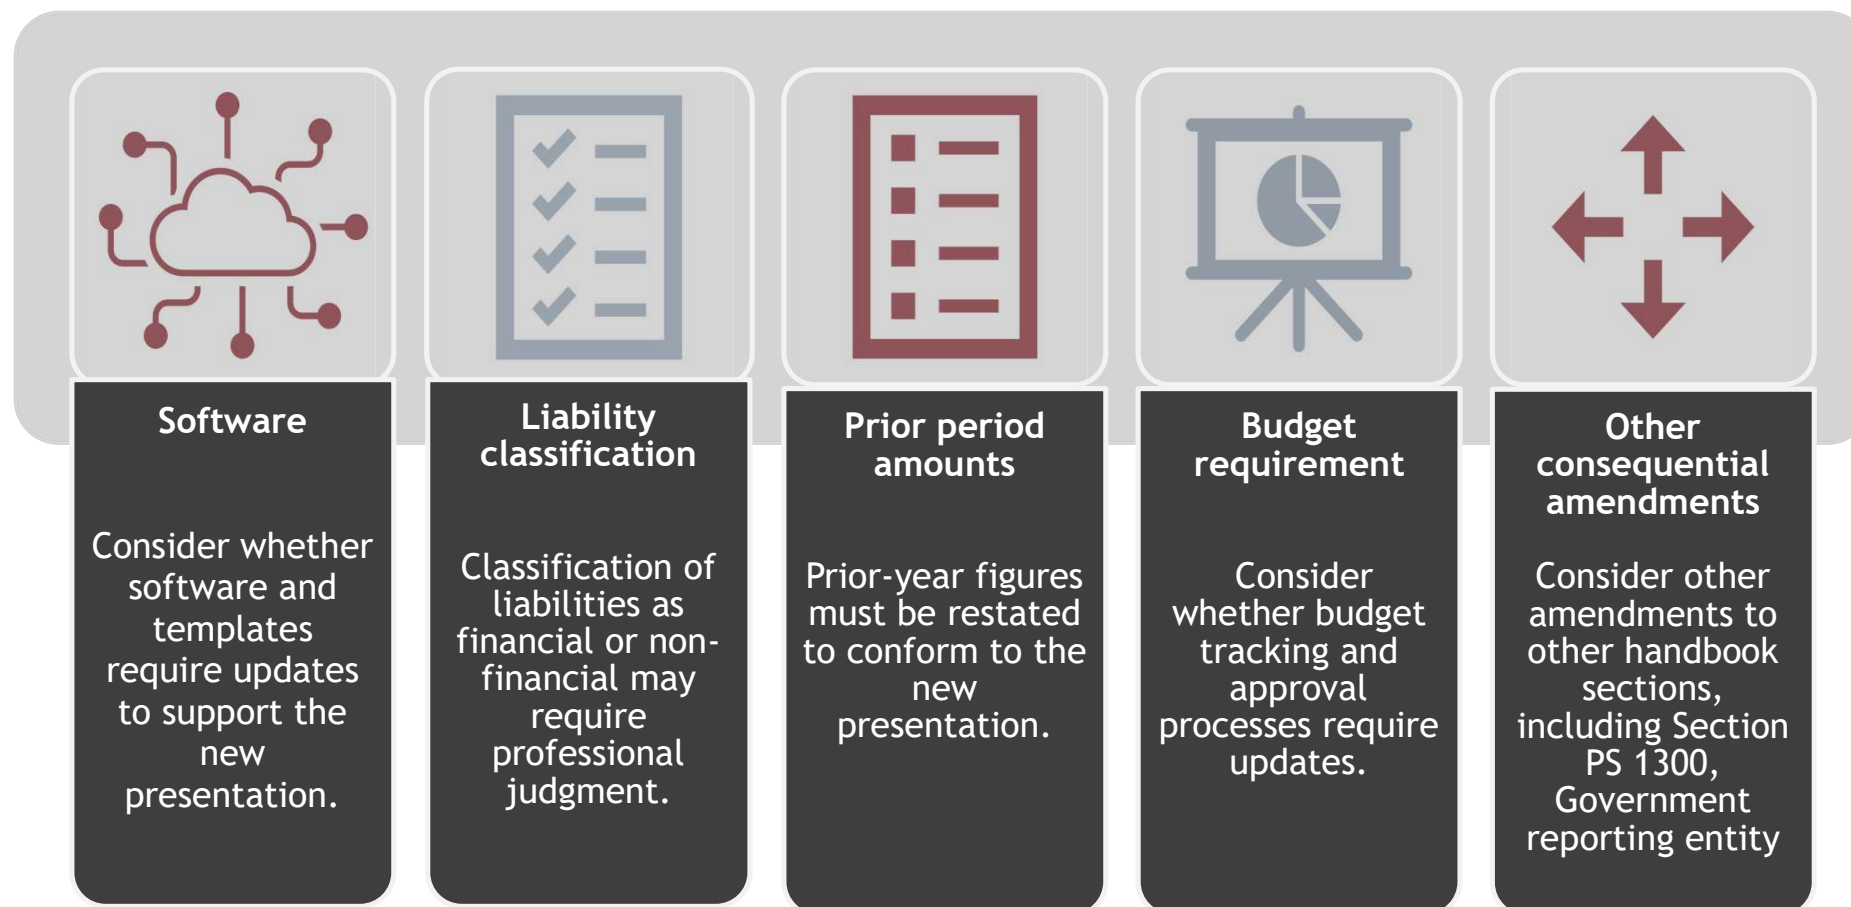 Software
Consider whether
software and
templates
require updates
to support the
new
presentation.
Liability
classification
Classification of
liabilities as
financial or non-
financial may
require
professional
judgment.
Prior period
amounts
Prior-year figures
must be restated
to conform to the
new
presentation.
Budget
requirement
Consider
whether budget
tracking and
approval
processes require
updates.
Other
consequential
amendments
Consider other
amendments to
other handbook
sections,
including Section
PS 1300,
Government
reporting entity